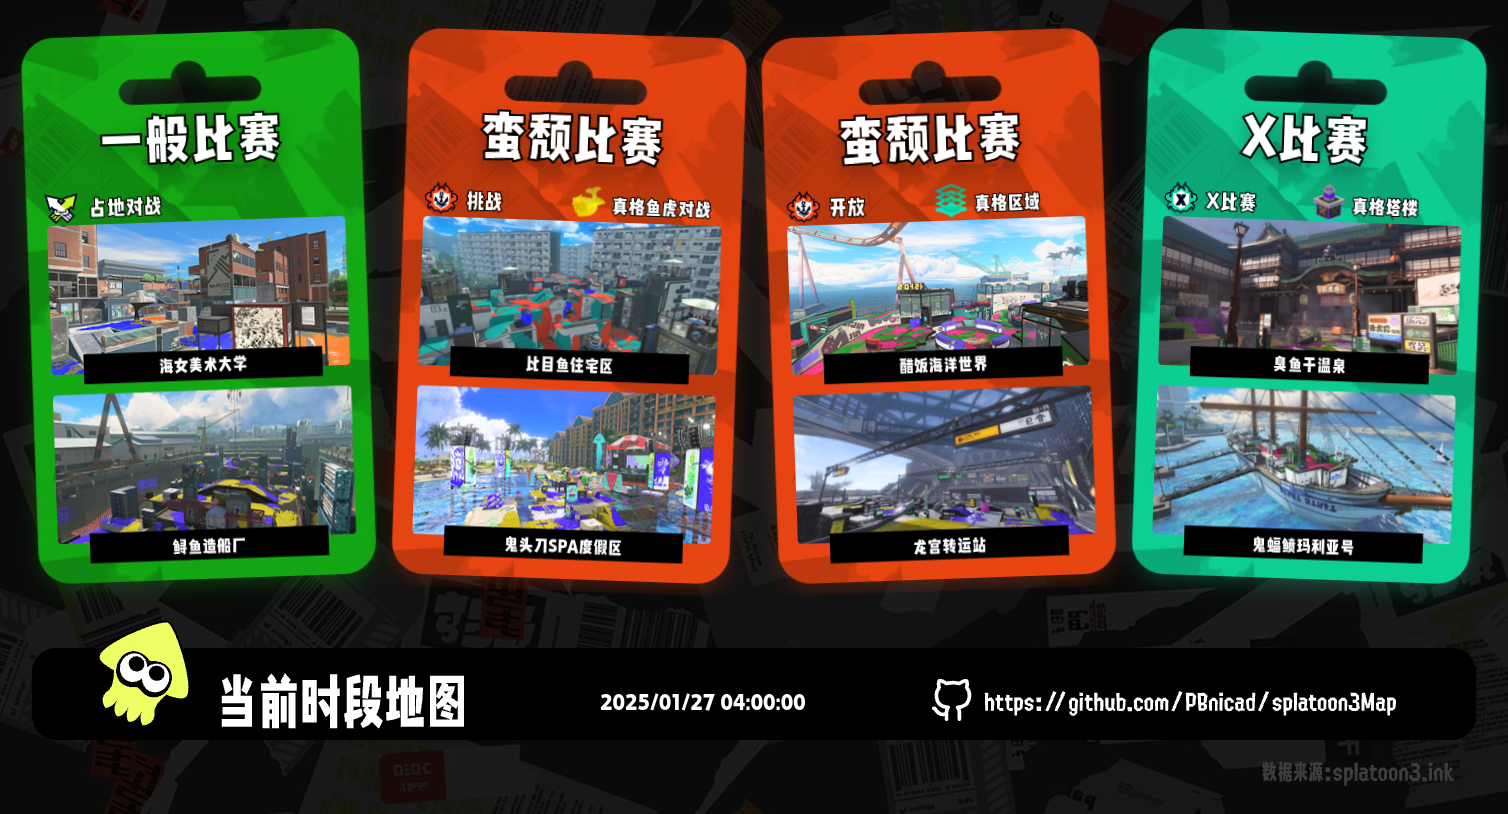 一般比赛
占地对战
海女美术大学
鲟鱼造船厂
蛮颓比赛
挑战
真格鱼虎对战
比目鱼住宅区
鬼头刀SPA度假区
蛮颓比赛
开放
真格区域
醋饭海洋世界
龙宫转运站
X比赛
X比赛
真格塔楼
臭鱼干温泉
鬼蝠鲼玛利亚号
当前时段地图
2025/01/27 04:00:00
https://github.com/PBnicad/splatoon3Map
数据来源:splatoon3.ink